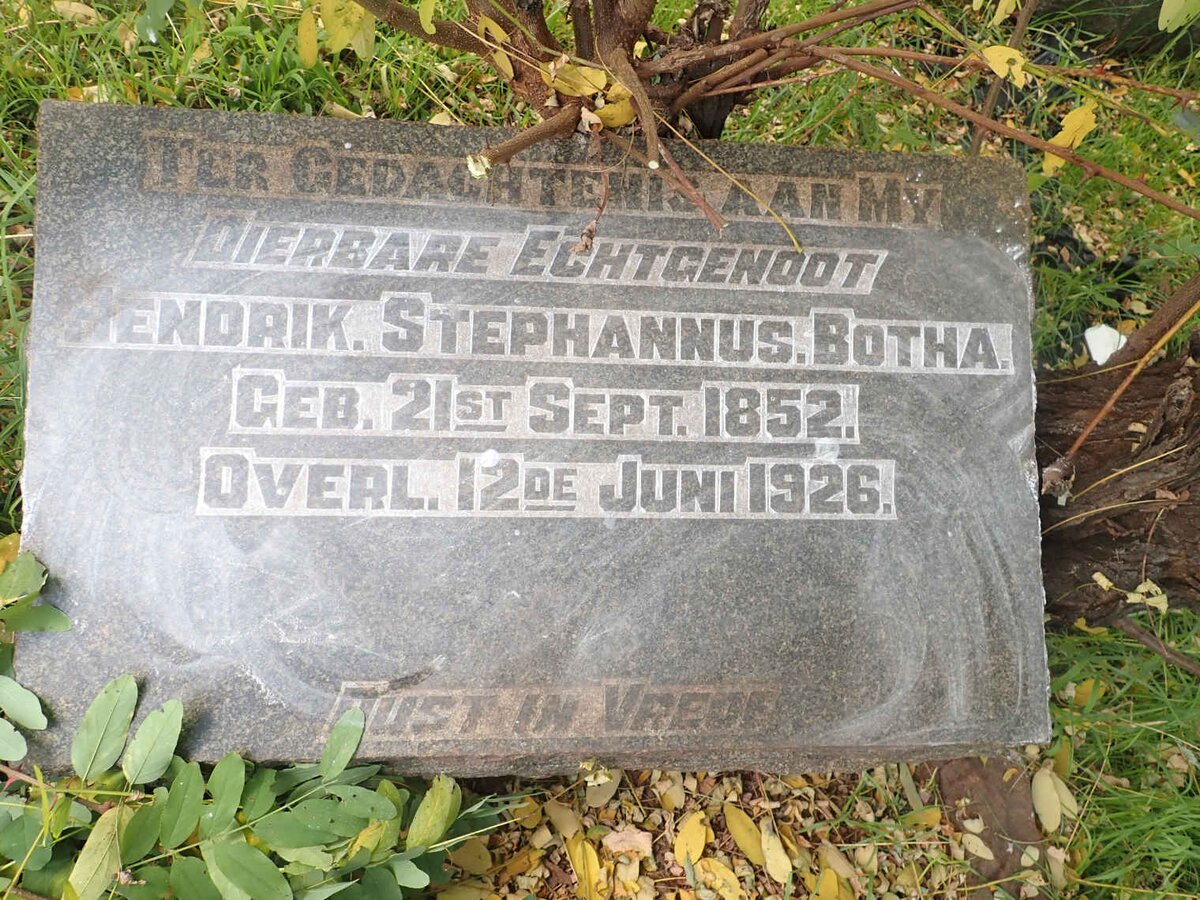 TER GEDACHTENIS AAN MY
DIERBARE ECHTGENOOT
HENDRIK. STEPHANNUS. BOTHA.
GEB. 21ST SEPT. 1852.
OVERL. 12DE JUNI 1926.
RUST IN VREDE